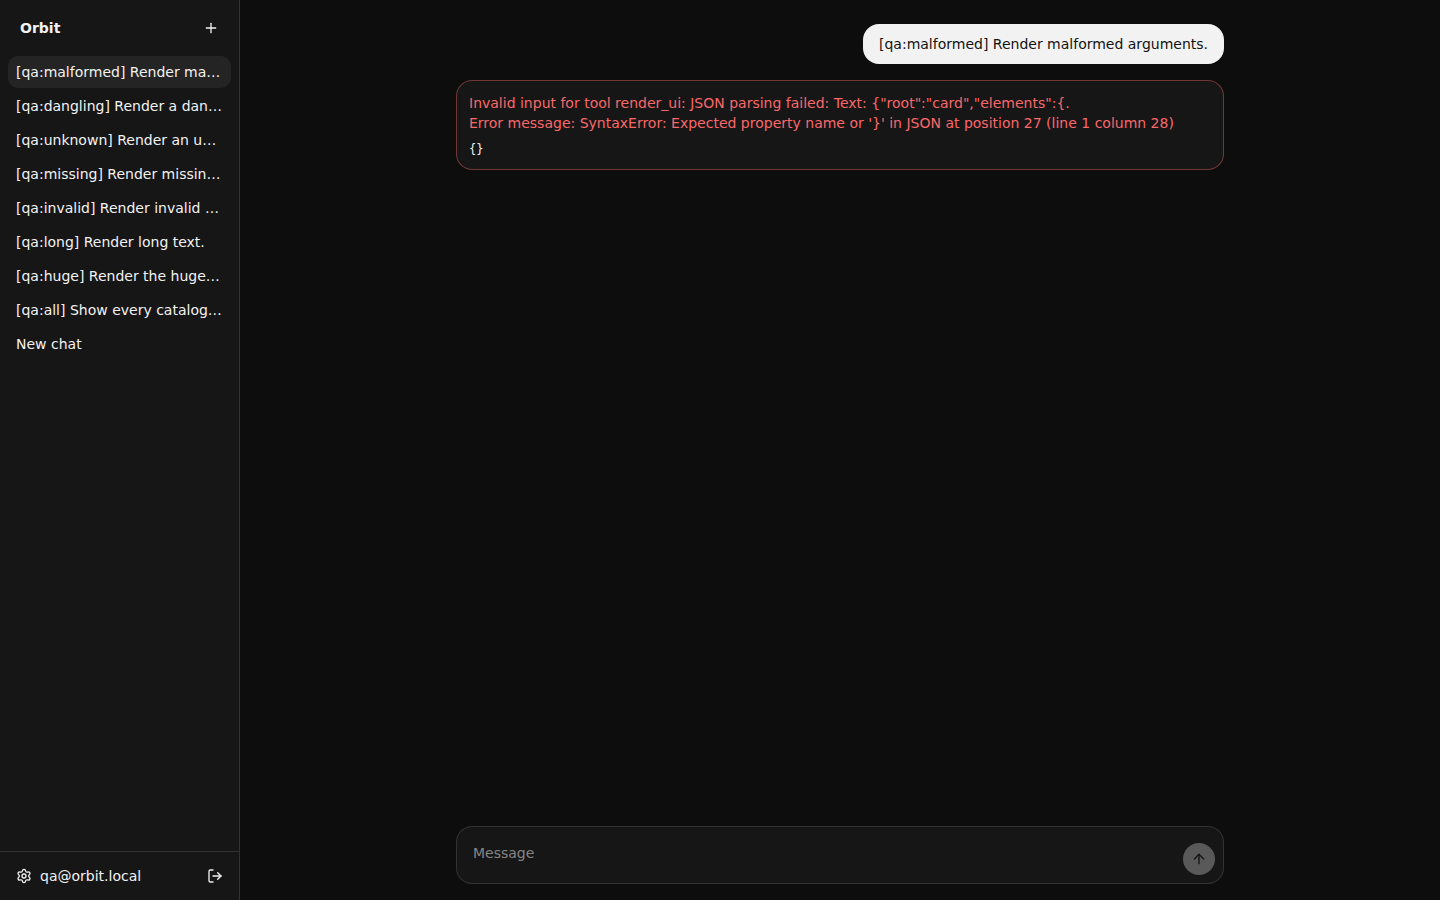 Orbit
[qa:malformed] Render ma…
[qa:dangling] Render a dan…
[qa:unknown] Render an u…
[qa:missing] Render missin…
[qa:invalid] Render invalid …
[qa:long] Render long text.
[qa:huge] Render the huge…
[qa:all] Show every catalog…
New chat
qa@orbit.local
[qa:malformed] Render malformed arguments.
Invalid input for tool render_ui: JSON parsing failed: Text: {"root":"card","elements":{.
Error message: SyntaxError: Expected property name or '}' in JSON at position 27 (line 1 column 28)
{}
Message